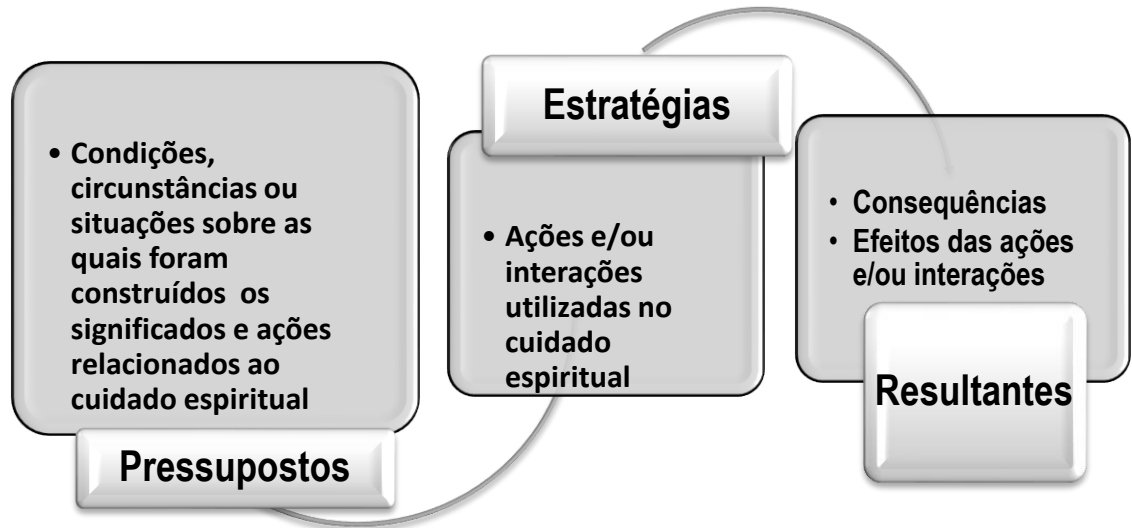 • Condições,
circunstâncias ou
situações sobre as
quais foram
construídos os
significados e ações
relacionados ao
cuidado espiritual
Pressupostos
Estratégias
• Ações e/ou
interações
utilizadas no
cuidado
espiritual
• Consequências
• Efeitos das ações
e/ou interações
Resultantes